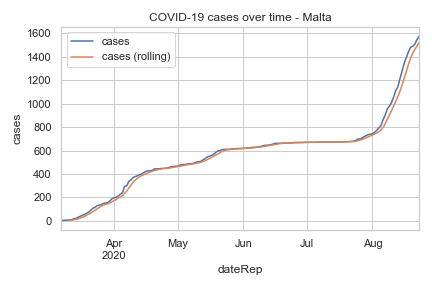 COVID-19 cases over time - Malta
cases
cases (rolling)
1600
1400
1200
1000
800
600
400
200
0
cases
Apr
2020
May
Jun
Jul
Aug
dateRep